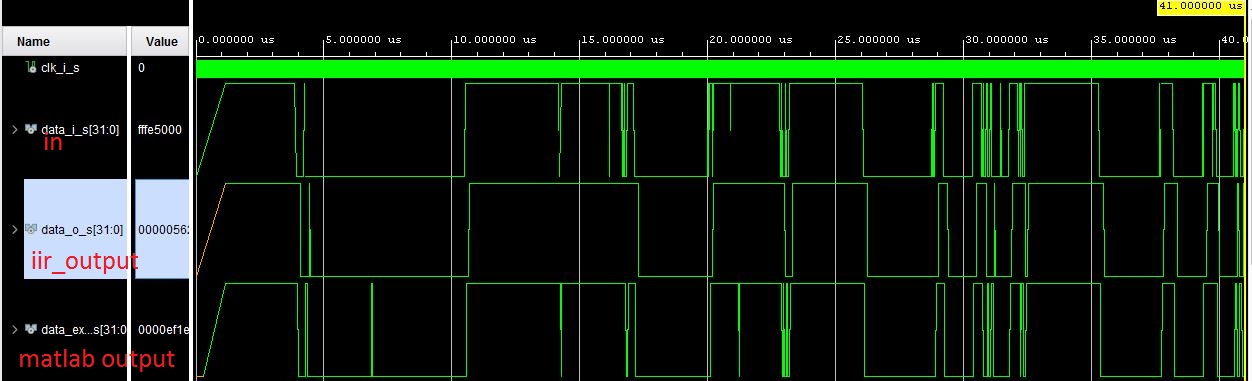 41.000000 us
Name
Value
0.000000 us
5.000000 us
10.000000 us
15.000000 us
20.000000 us
25.000000 us
30.000000 us
35.000000 us
40.0
clk_i_s
0
data_i_s[31:0]
fffe5000
in
data_o_s[31:0]
00000562
iir_output
data_ex...s[31:0
0000ef1e
matlab output